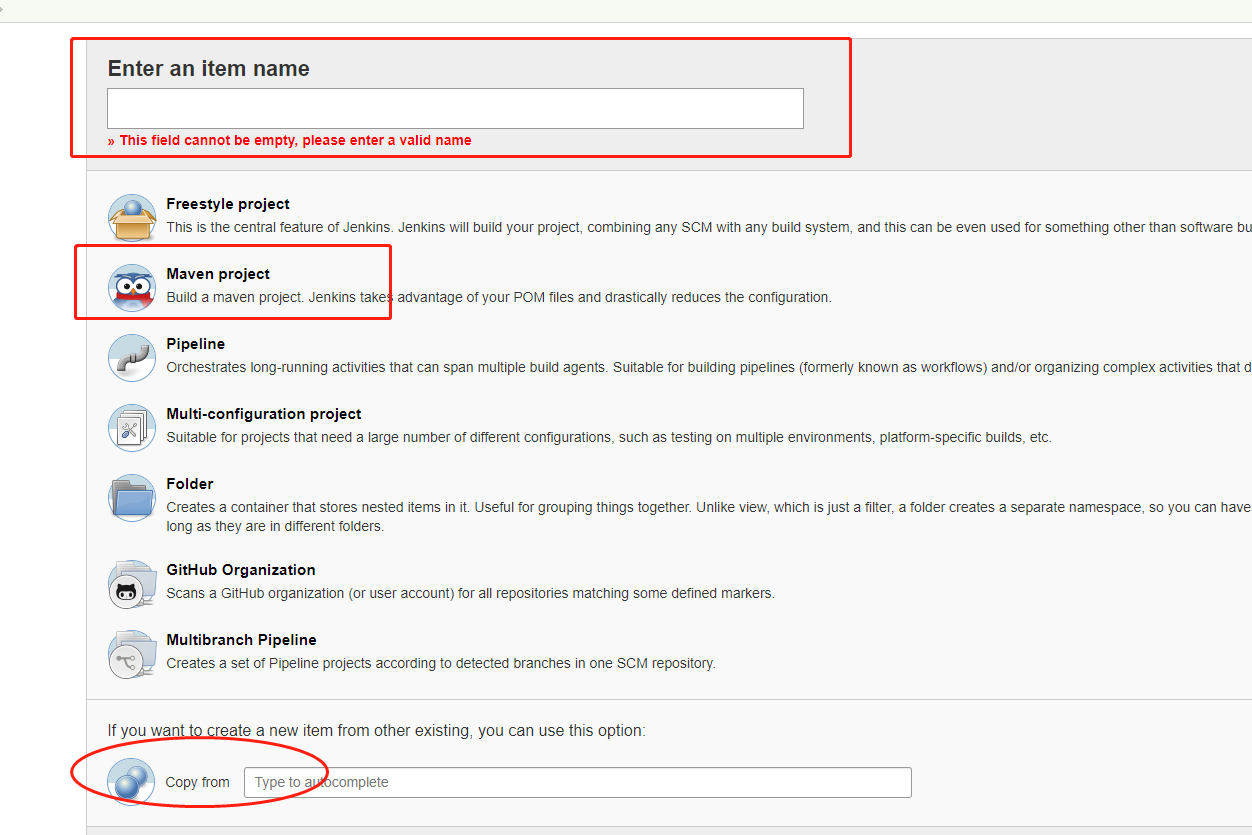 Enter an item name
» This field cannot be empty, please enter a valid name
Freestyle project
This is the central feature of Jenkins. Jenkins will build your project, combining any SCM with any build system, and this can be even used for something other than software bu
Maven project
Build a maven project. Jenkins takes advantage of your POM files and drastically reduces the configuration.
Pipeline
Orchestrates long-running activities that can span multiple build agents. Suitable for building pipelines (formerly known as workflows) and/or organizing complex activities that d
Multi-configuration project
Suitable for projects that need a large number of different configurations, such as testing on multiple environments, platform-specific builds, etc.
Folder
Creates a container that stores nested items in it. Useful for grouping things together. Unlike view, which is just a filter, a folder creates a separate namespace, so you can have
long as they are in different folders.
GitHub Organization
Scans a GitHub organization (or user account) for all repositories matching some defined markers.
Multibranch Pipeline
Creates a set of Pipeline projects according to detected branches in one SCM repository.
If you want to create a new item from other existing, you can use this option:
Copy from Type to autocomplete